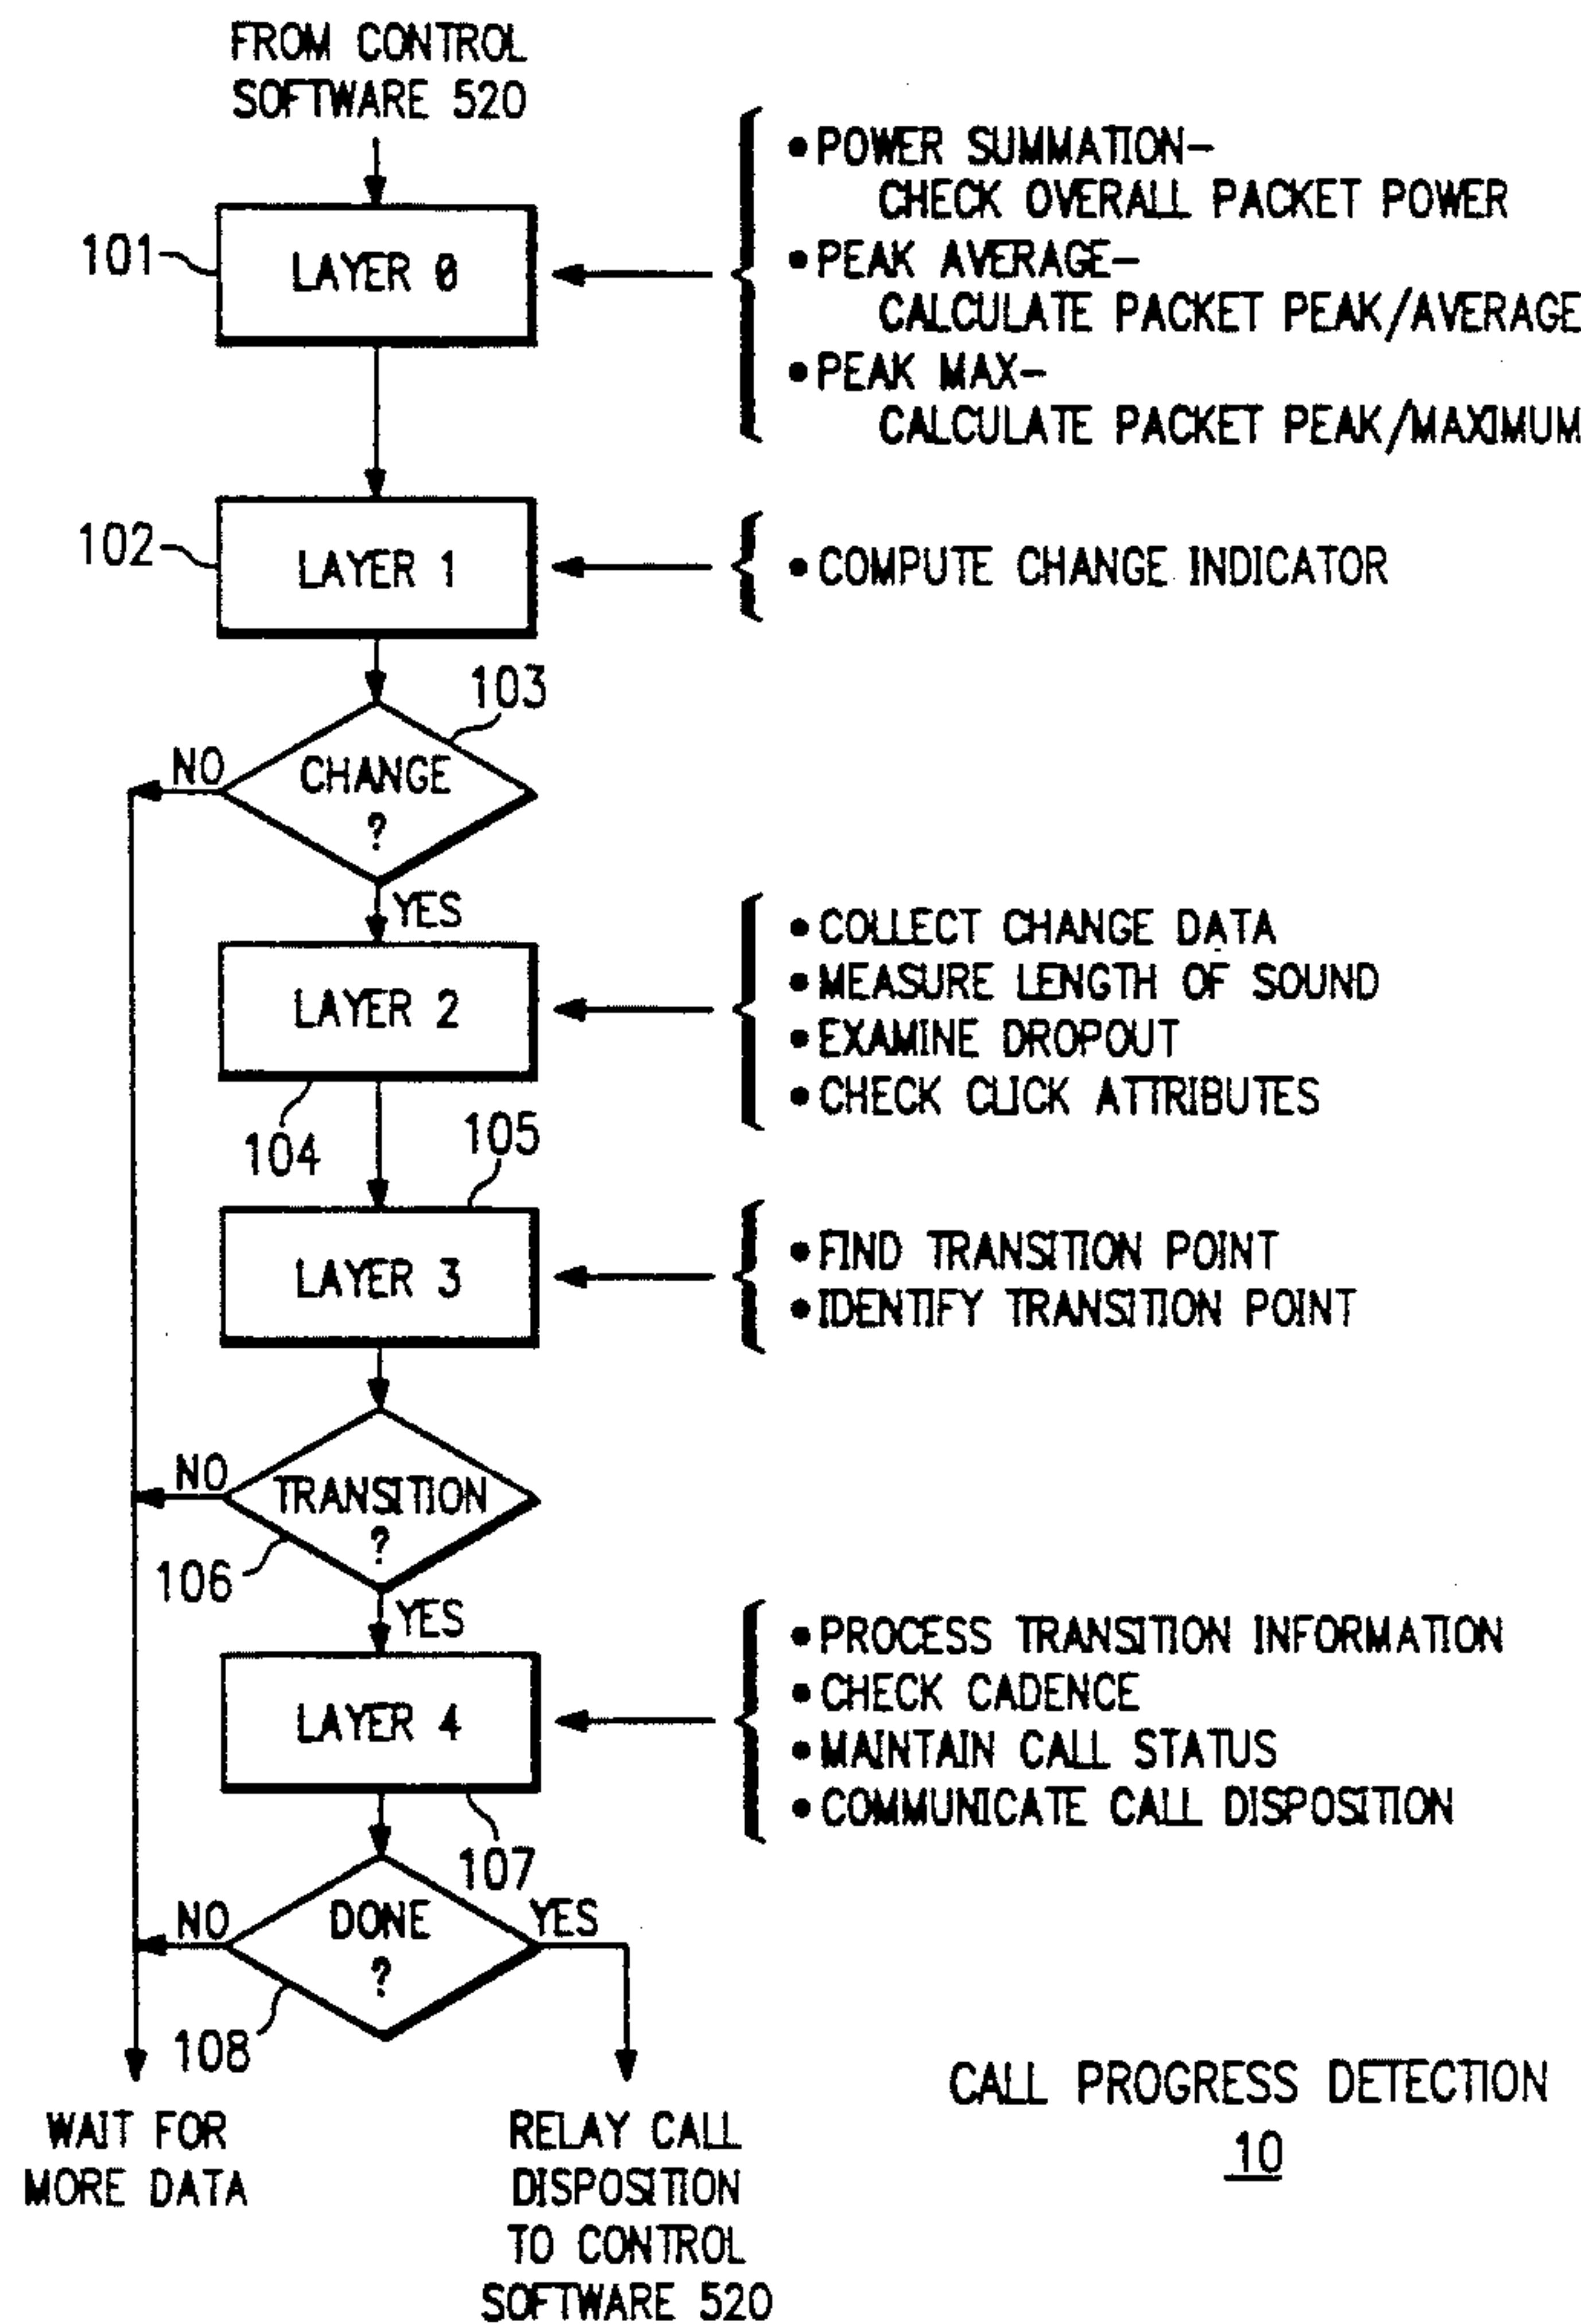 FROM CONTROL
SOFTWARE 520
• POWER SUMMATION–
CHECK OVERALL PACKET POWER
101
LAYER 0
• PEAK AVERAGE–
CALCULATE PACKET PEAK/AVERAGE
• PEAK MAX–
CALCULATE PACKET PEAK/MAXIMUM
102
LAYER 1
• COMPUTE CHANGE INDICATOR
103
NO
CHANGE
?
YES
LAYER 2
• COLLECT CHANGE DATA
• MEASURE LENGTH OF SOUND
• EXAMINE DROPOUT
• CHECK CLICK ATTRIBUTES
104
105
LAYER 3
• FIND TRANSITION POINT
• IDENTIFY TRANSITION POINT
NO
TRANSITION
?
106
YES
LAYER 4
• PROCESS TRANSITION INFORMATION
• CHECK CADENCE
• MAINTAIN CALL STATUS
• COMMUNICATE CALL DISPOSITION
107
NO
DONE
?
YES
108
WAIT FOR
MORE DATA
RELAY CALL
DISPOSITION
TO CONTROL
SOFTWARE 520
CALL PROGRESS DETECTION
10